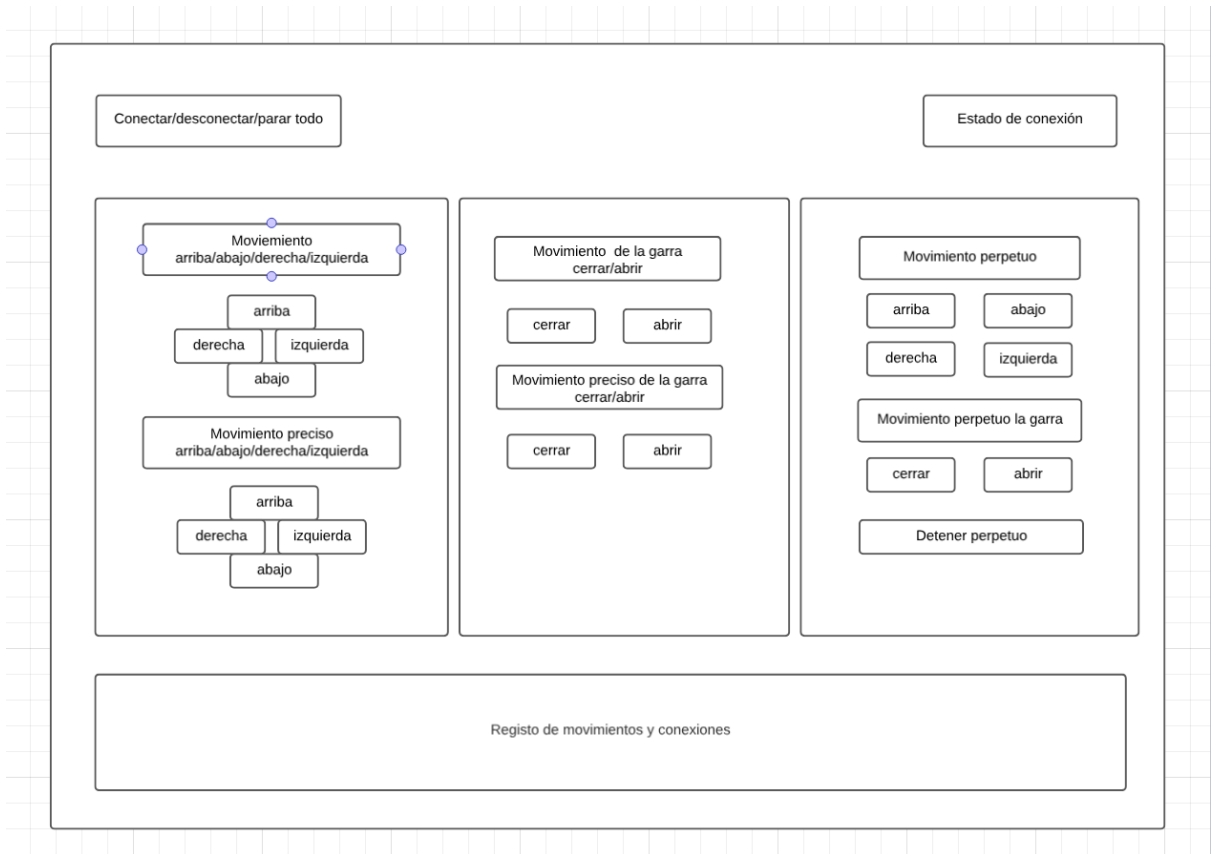 Conectar/desconectar/parar todo
Estado de conexión
Moviemiento
arriba/abajo/derecha/izquierda
arriba
derecha
izquierda
abajo
Movimiento preciso
arriba/abajo/derecha/izquierda
arriba
derecha
izquierda
abajo
Movimiento de la garra
cerrar/abrir
cerrar
abrir
Movimiento preciso de la garra
cerrar/abrir
cerrar
abrir
Movimiento perpetuo
arriba
abajo
derecha
izquierda
Movimiento perpetuo la garra
cerrar
abrir
Detener perpetuo
Registo de movimientos y conexiones